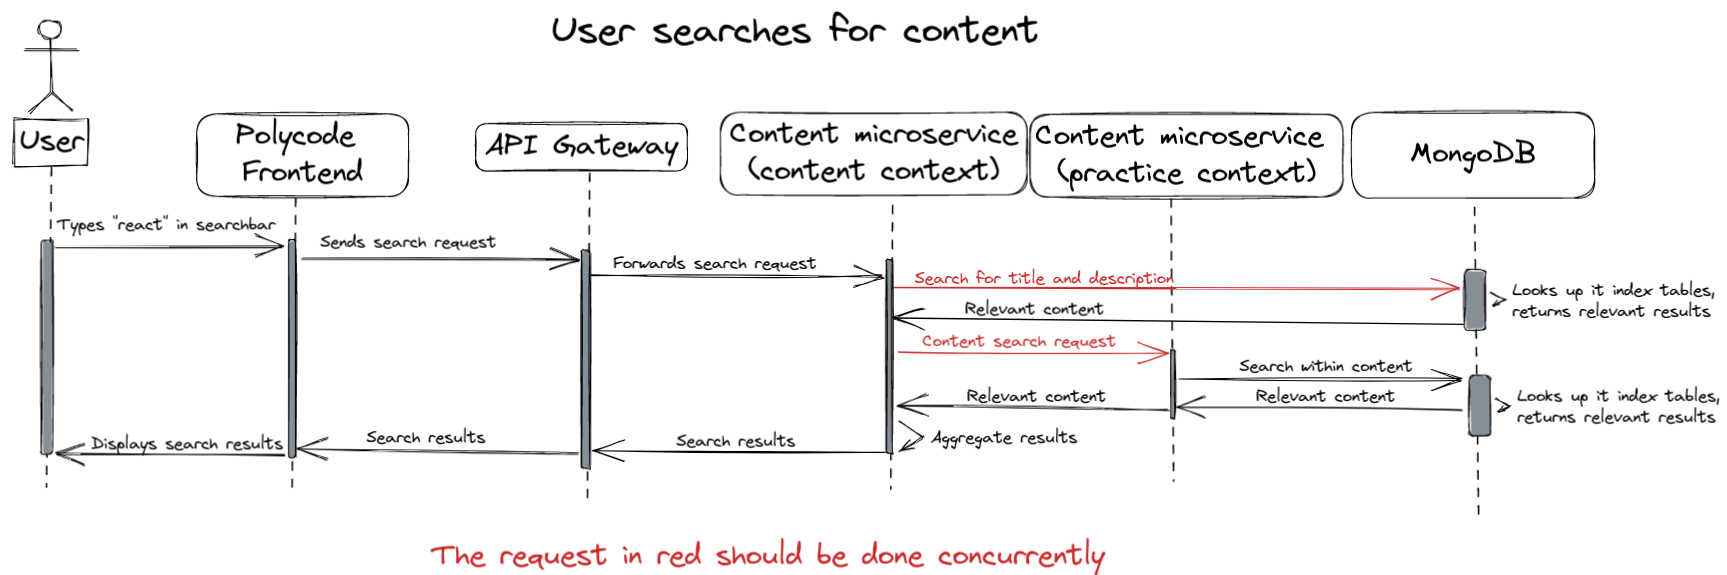 User searches for content
User
Polycode
Frontend
API Gateway
Content microservice
(content context)
Content microservice
(practice context)
MongoDB
Types "react" in searchbar
Sends search request
Forwards search request
Search for title and description
Looks up it index tables,
returns relevant results
Relevant content
Content search request
Search within content
Relevant content
Relevant content
Looks up it index tables,
returns relevant results
Aggregate results
Search results
Search results
Displays search results
The request in red should be done concurrently